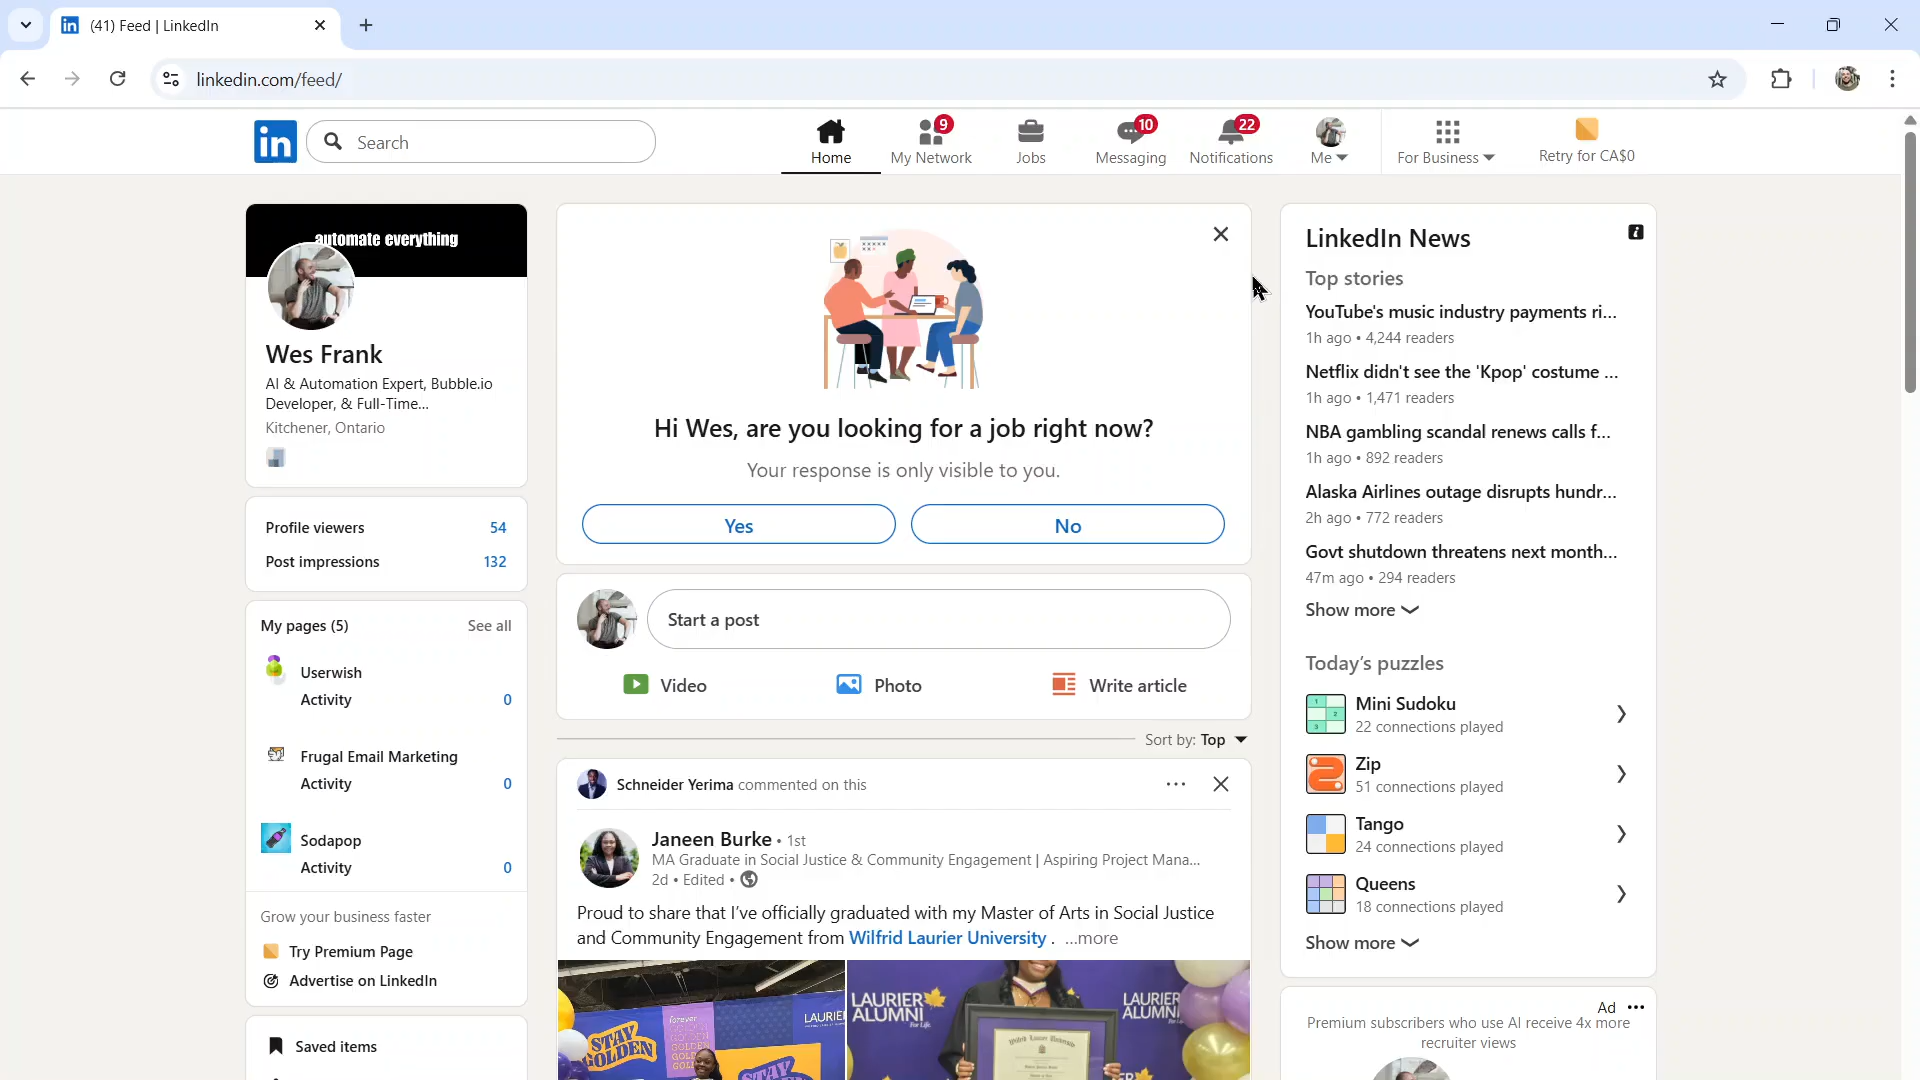 (41) Feed | LinkedIn
linkedin.com/feed/
in
Search
Home
9
My Network
Jobs
10
Messaging
22
Notifications
Me
For Business
Retry for CA$0
automate everything
Wes Frank
AI & Automation Expert, Bubble.io
Developer, & Full-Time...
Kitchener, Ontario
Profile viewers 54
Post impressions 132
My pages (5) See all
Userwish
Activity 0
Frugal Email Marketing
Activity 0
Sodapop
Activity 0
Grow your business faster
Try Premium Page
Advertise on LinkedIn
Saved items
Hi Wes, are you looking for a job right now?
Your response is only visible to you.
Yes No
Start a post
Video Photo Write article
Sort by: Top
Schneider Yerima commented on this
Janeen Burke • 1st
MA Graduate in Social Justice & Community Engagement | Aspiring Project Mana...
2d • Edited •
Proud to share that I've officially graduated with my Master of Arts in Social Justice
and Community Engagement from Wilfrid Laurier University . ...more
STAY
GOLDEN
forever
GOLDEN
STAY
LAURIER
ALUMNI
For Life
LAURIER
ALUMNI
For Life
LinkedIn News
Top stories
YouTube's music industry payments ri...
1h ago • 4,244 readers
Netflix didn't see the 'Kpop' costume ...
1h ago • 1,471 readers
NBA gambling scandal renews calls f...
1h ago • 892 readers
Alaska Airlines outage disrupts hundr...
2h ago • 772 readers
Govt shutdown threatens next month...
47m ago • 294 readers
Show more
Today's puzzles
Mini Sudoku
22 connections played
Zip
51 connections played
Tango
24 connections played
Queens
18 connections played
Show more
Ad
Premium subscribers who use AI receive 4x more
recruiter views